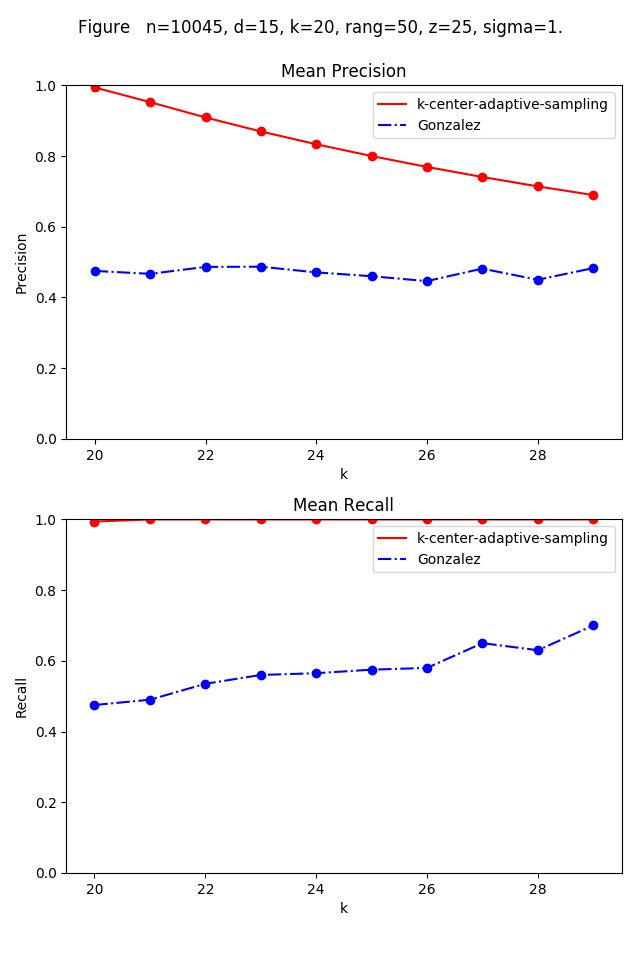 Figure   n=10045, d=15, k=20, rang=50, z=25, sigma=1.
Mean Precision
1.0
0.8
0.6
0.4
0.2
0.0
Precision
k-center-adaptive-sampling
Gonzalez
20 22 24 26 28
k
Mean Recall
1.0
0.8
0.6
0.4
0.2
0.0
Recall
k-center-adaptive-sampling
Gonzalez
20 22 24 26 28
k